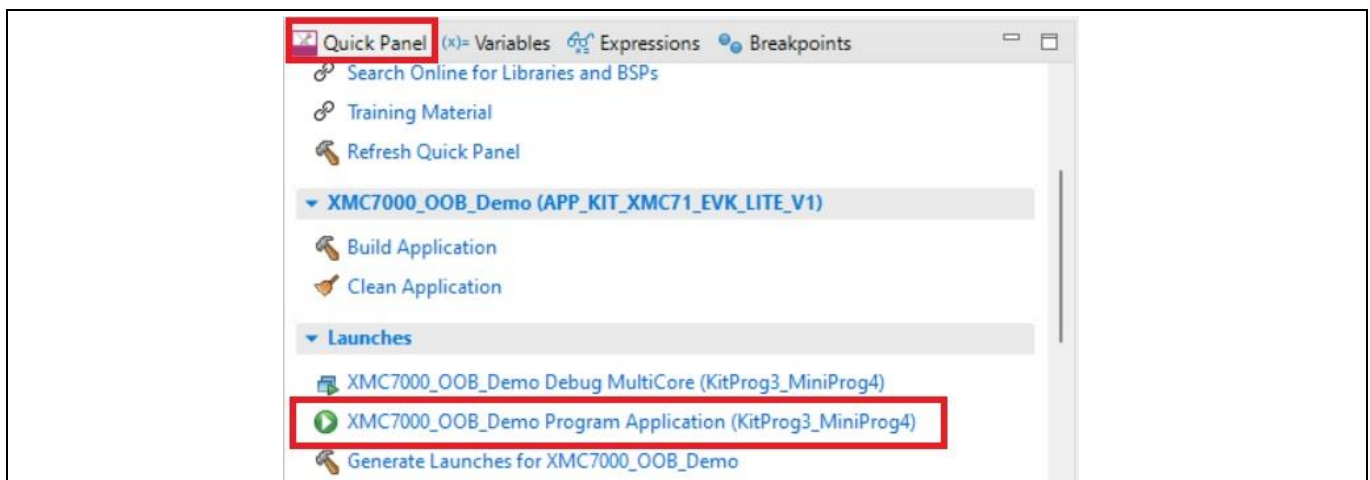 Quick Panel (x)= Variables Expressions Breakpoints
Search Online for Libraries and BSPs
Training Material
Refresh Quick Panel
XMC7000_OOB_Demo (APP_KIT_XMC71_EVK_LITE_V1)
Build Application
Clean Application
Launches
XMC7000_OOB_Demo Debug MultiCore (KitProg3_MiniProg4)
XMC7000_OOB_Demo Program Application (KitProg3_MiniProg4)
Generate Launches for XMC7000_OOB_Demo